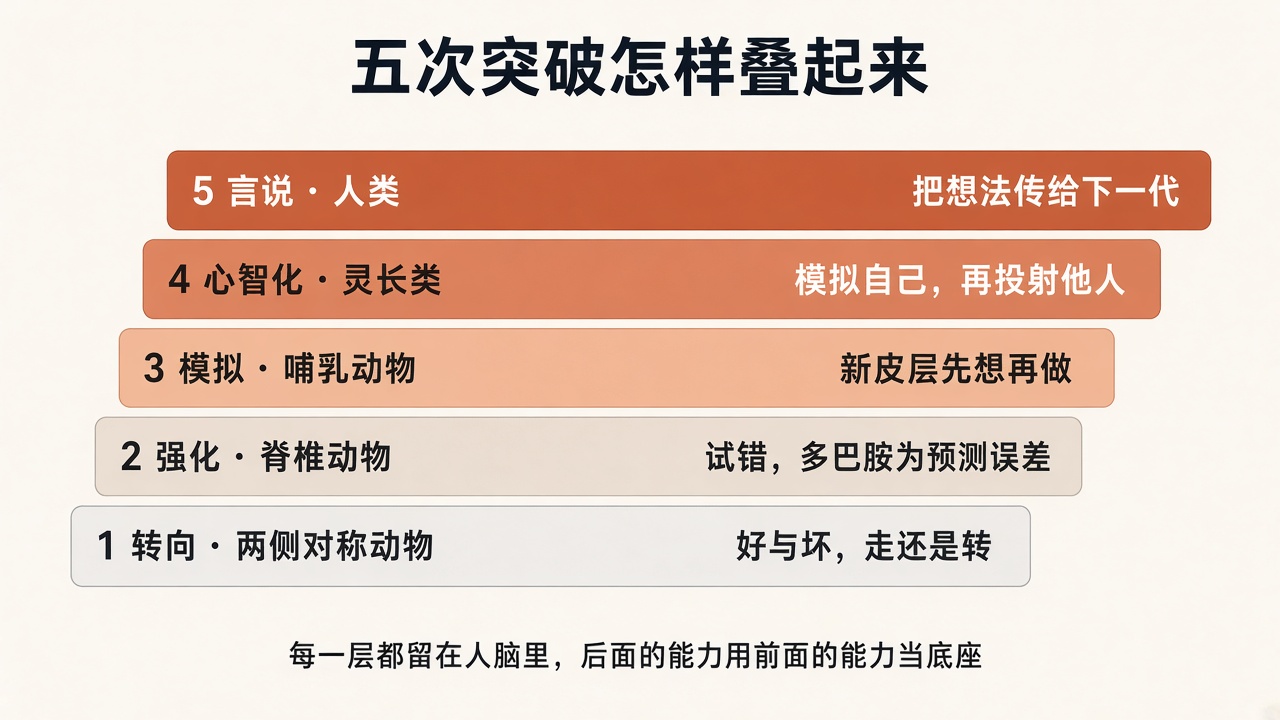 五次突破怎样叠起来
5 言说 · 人类 把想法传给下一代
4 心智化 · 灵长类 模拟自己，再投射他人
3 模拟 · 哺乳动物 新皮层先想再做
2 强化 · 脊椎动物 试错，多巴胺为预测误差
1 转向 · 两侧对称动物 好与坏，走还是转
每一层都留在人脑里，后面的能力用前面的能力当底座